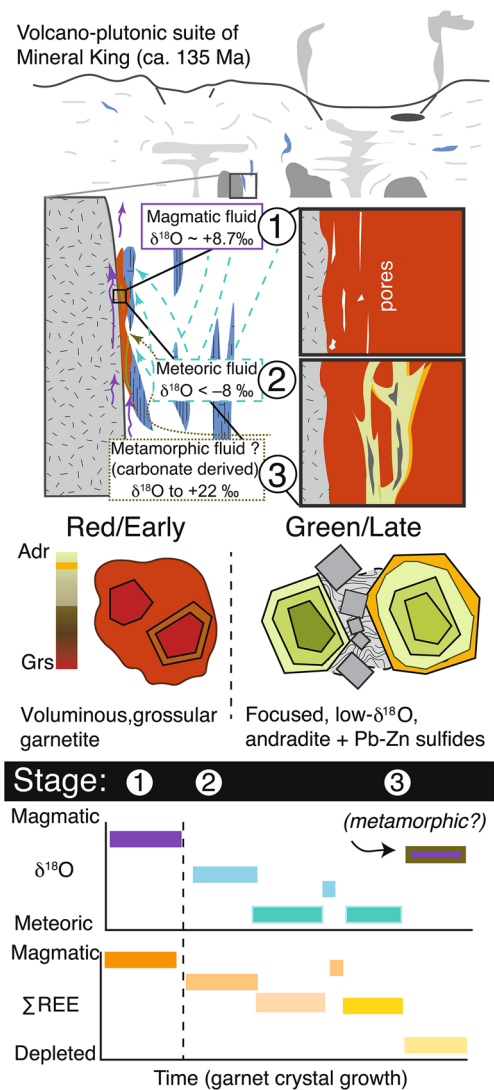 Volcano-plutonic suite of
Mineral King (ca. 135 Ma)
Magmatic fluid
δ18O ~ +8.7‰
1
pores
Meteoric fluid
δ18O < –8 ‰
2
Metamorphic fluid ?
(carbonate derived)
δ18O to +22 ‰
3
Red/Early
Green/Late
Adr
Grs
Voluminous,grossular
garnetite
Focused, low-δ18O,
andradite + Pb-Zn sulfides
Stage: 1 2 3
Magmatic
(metamorphic?)
δ18O
Meteoric
Magmatic
∑REE
Depleted
Time (garnet crystal growth)